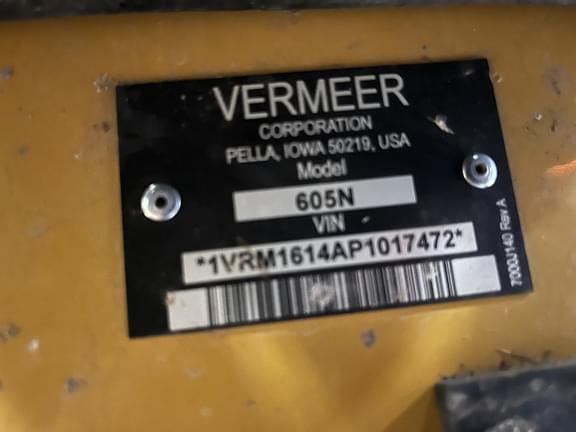 VERMEER
CORPORATION
PELLA, IOWA 50219, USA
Model
605N
VIN
*1VRM1614AP1017472*
7000J140 Rev A